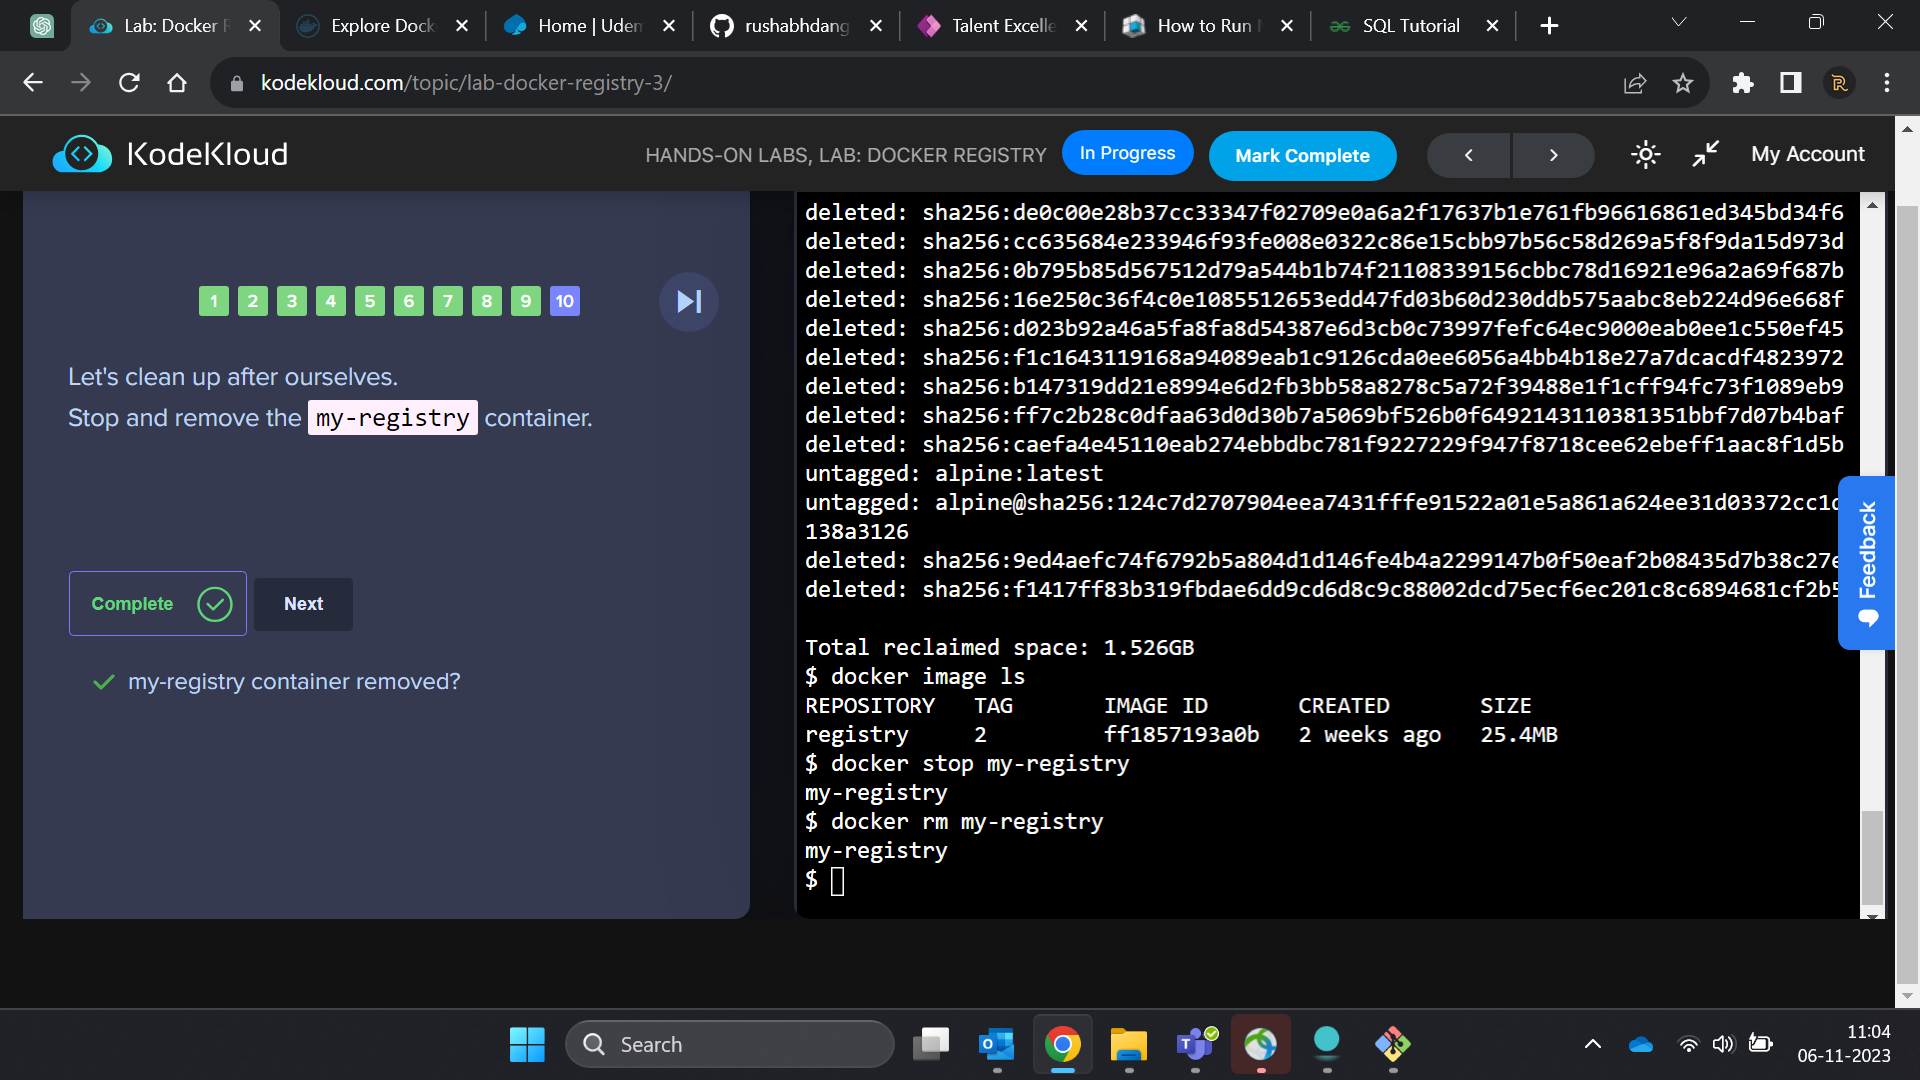 Lab: Docker R
Explore Dock
Home | Udem
rushabhdang
Talent Excelle
How to Run
SQL Tutorial
kodekloud.com/topic/lab-docker-registry-3/
KodeKloud
HANDS-ON LABS, LAB: DOCKER REGISTRY
In Progress
Mark Complete
My Account
1 2 3 4 5 6 7 8 9 10
Let's clean up after ourselves.
Stop and remove the my-registry container.
Complete
Next
my-registry container removed?
deleted: sha256:de0c00e28b37cc33347f02709e0a6a2f17637b1e761fb96616861ed345bd34f6
deleted: sha256:cc635684e233946f93fe008e0322c86e15cbb97b56c58d269a5f8f9da15d973d
deleted: sha256:0b795b85d567512d79a544b1b74f21108339156cbbc78d16921e96a2a69f687b
deleted: sha256:16e250c36f4c0e1085512653edd47fd03b60d230ddb575aabc8eb224d96e668f
deleted: sha256:d023b92a46a5fa8fa8d54387e6d3cb0c73997fefc64ec9000eab0ee1c550ef45
deleted: sha256:f1c1643119168a94089eab1c9126cda0ee6056a4bb4b18e27a7dcacdf4823972
deleted: sha256:b147319dd21e8994e6d2fb3bb58a8278c5a72f39488e1f1cff94fc73f1089eb9
deleted: sha256:ff7c2b28c0dfaa63d0d30b7a5069bf526b0f6492143110381351bbf7d07b4baf
deleted: sha256:caefa4e45110eab274ebbdbc781f9227229f947f8718cee62ebeff1aac8f1d5b
untagged: alpine:latest
untagged: alpine@sha256:124c7d2707904eea7431fffe91522a01e5a861a624ee31d03372cc1d
138a3126
deleted: sha256:9ed4aefc74f6792b5a804d1d146fe4b4a2299147b0f50eaf2b08435d7b38c27e
deleted: sha256:f1417ff83b319fbdae6dd9cd6d8c9c88002dcd75ecf6ec201c8c6894681cf2b5
Total reclaimed space: 1.526GB
$ docker image ls
REPOSITORY TAG IMAGE ID CREATED SIZE
registry 2 ff1857193a0b 2 weeks ago 25.4MB
$ docker stop my-registry
my-registry
$ docker rm my-registry
my-registry
$
Feedback
Search
11:04
06-11-2023